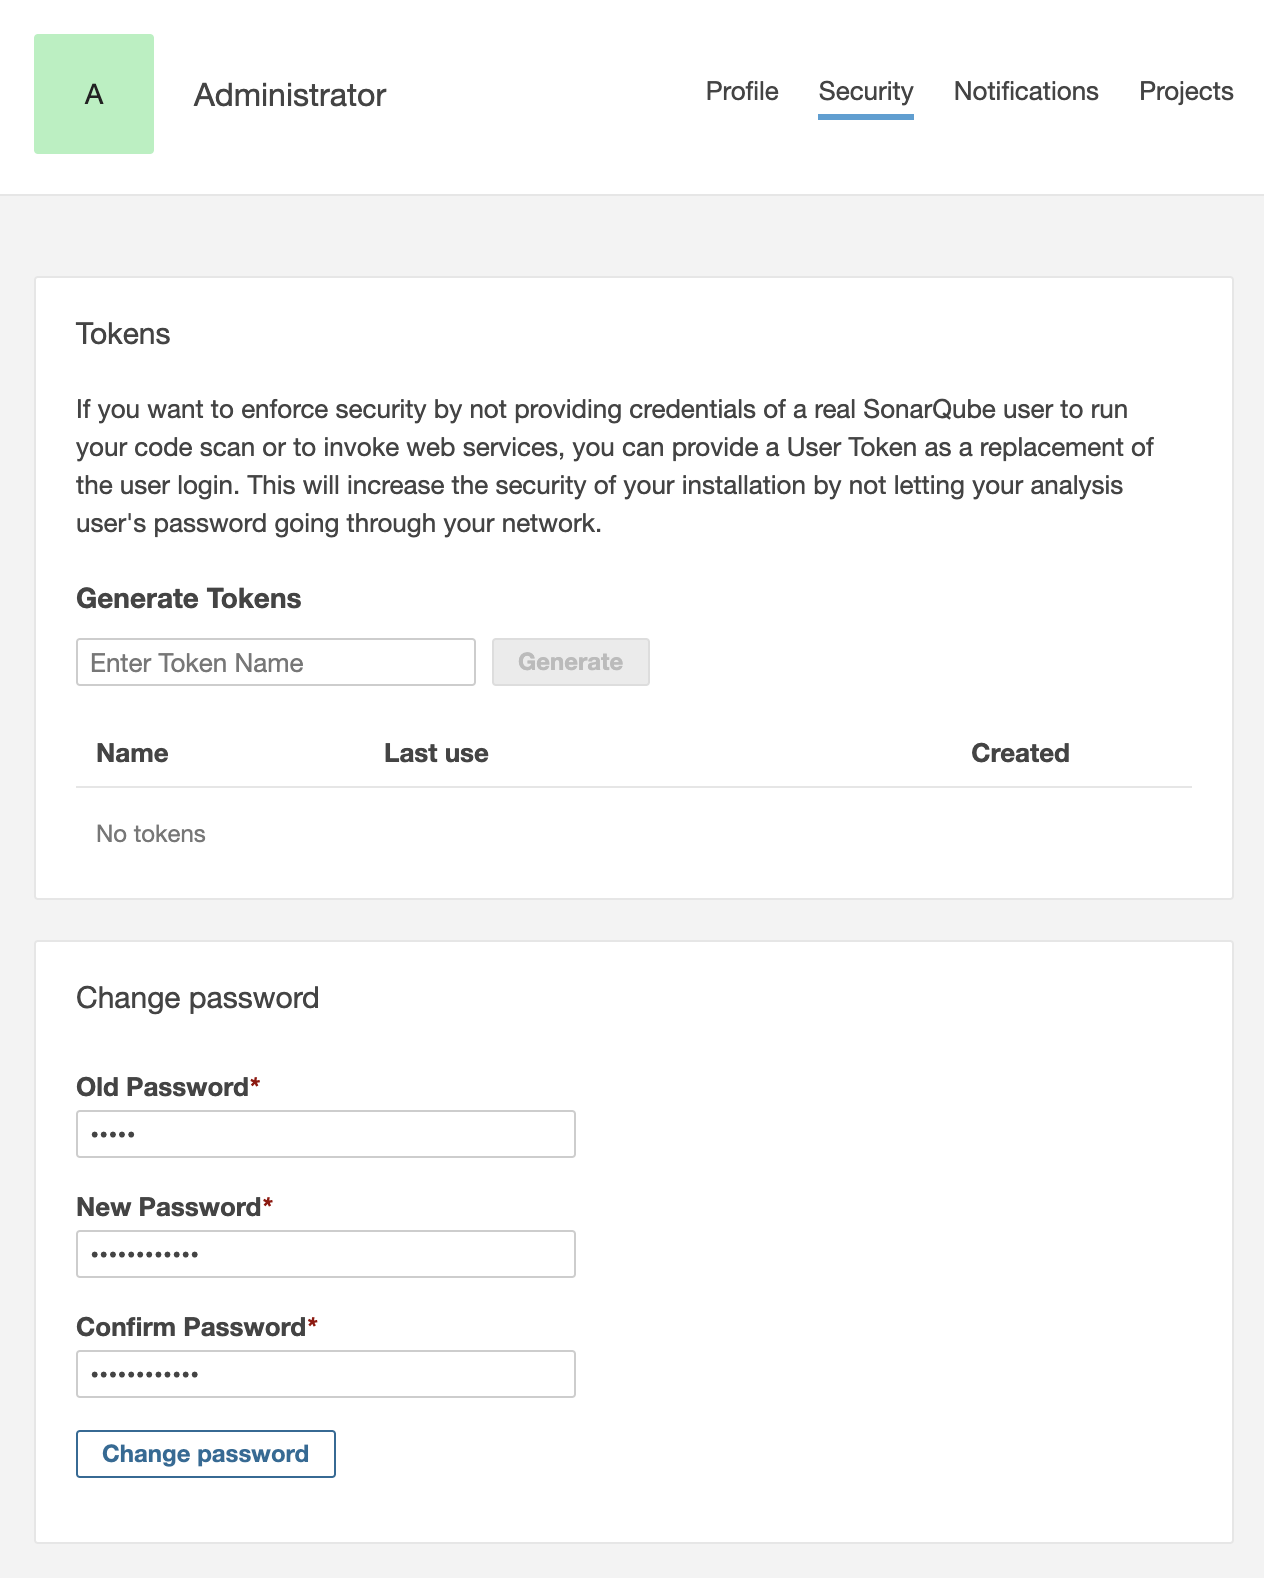 A
Administrator
Profile
Security
Notifications
Projects
Tokens
If you want to enforce security by not providing credentials of a real SonarQube user to run
your code scan or to invoke web services, you can provide a User Token as a replacement of
the user login. This will increase the security of your installation by not letting your analysis
user's password going through your network.
Generate Tokens
Enter Token Name
Generate
Name
Last use
Created
No tokens
Change password
Old Password*
•••••
New Password*
••••••••••••
Confirm Password*
••••••••••••
Change password